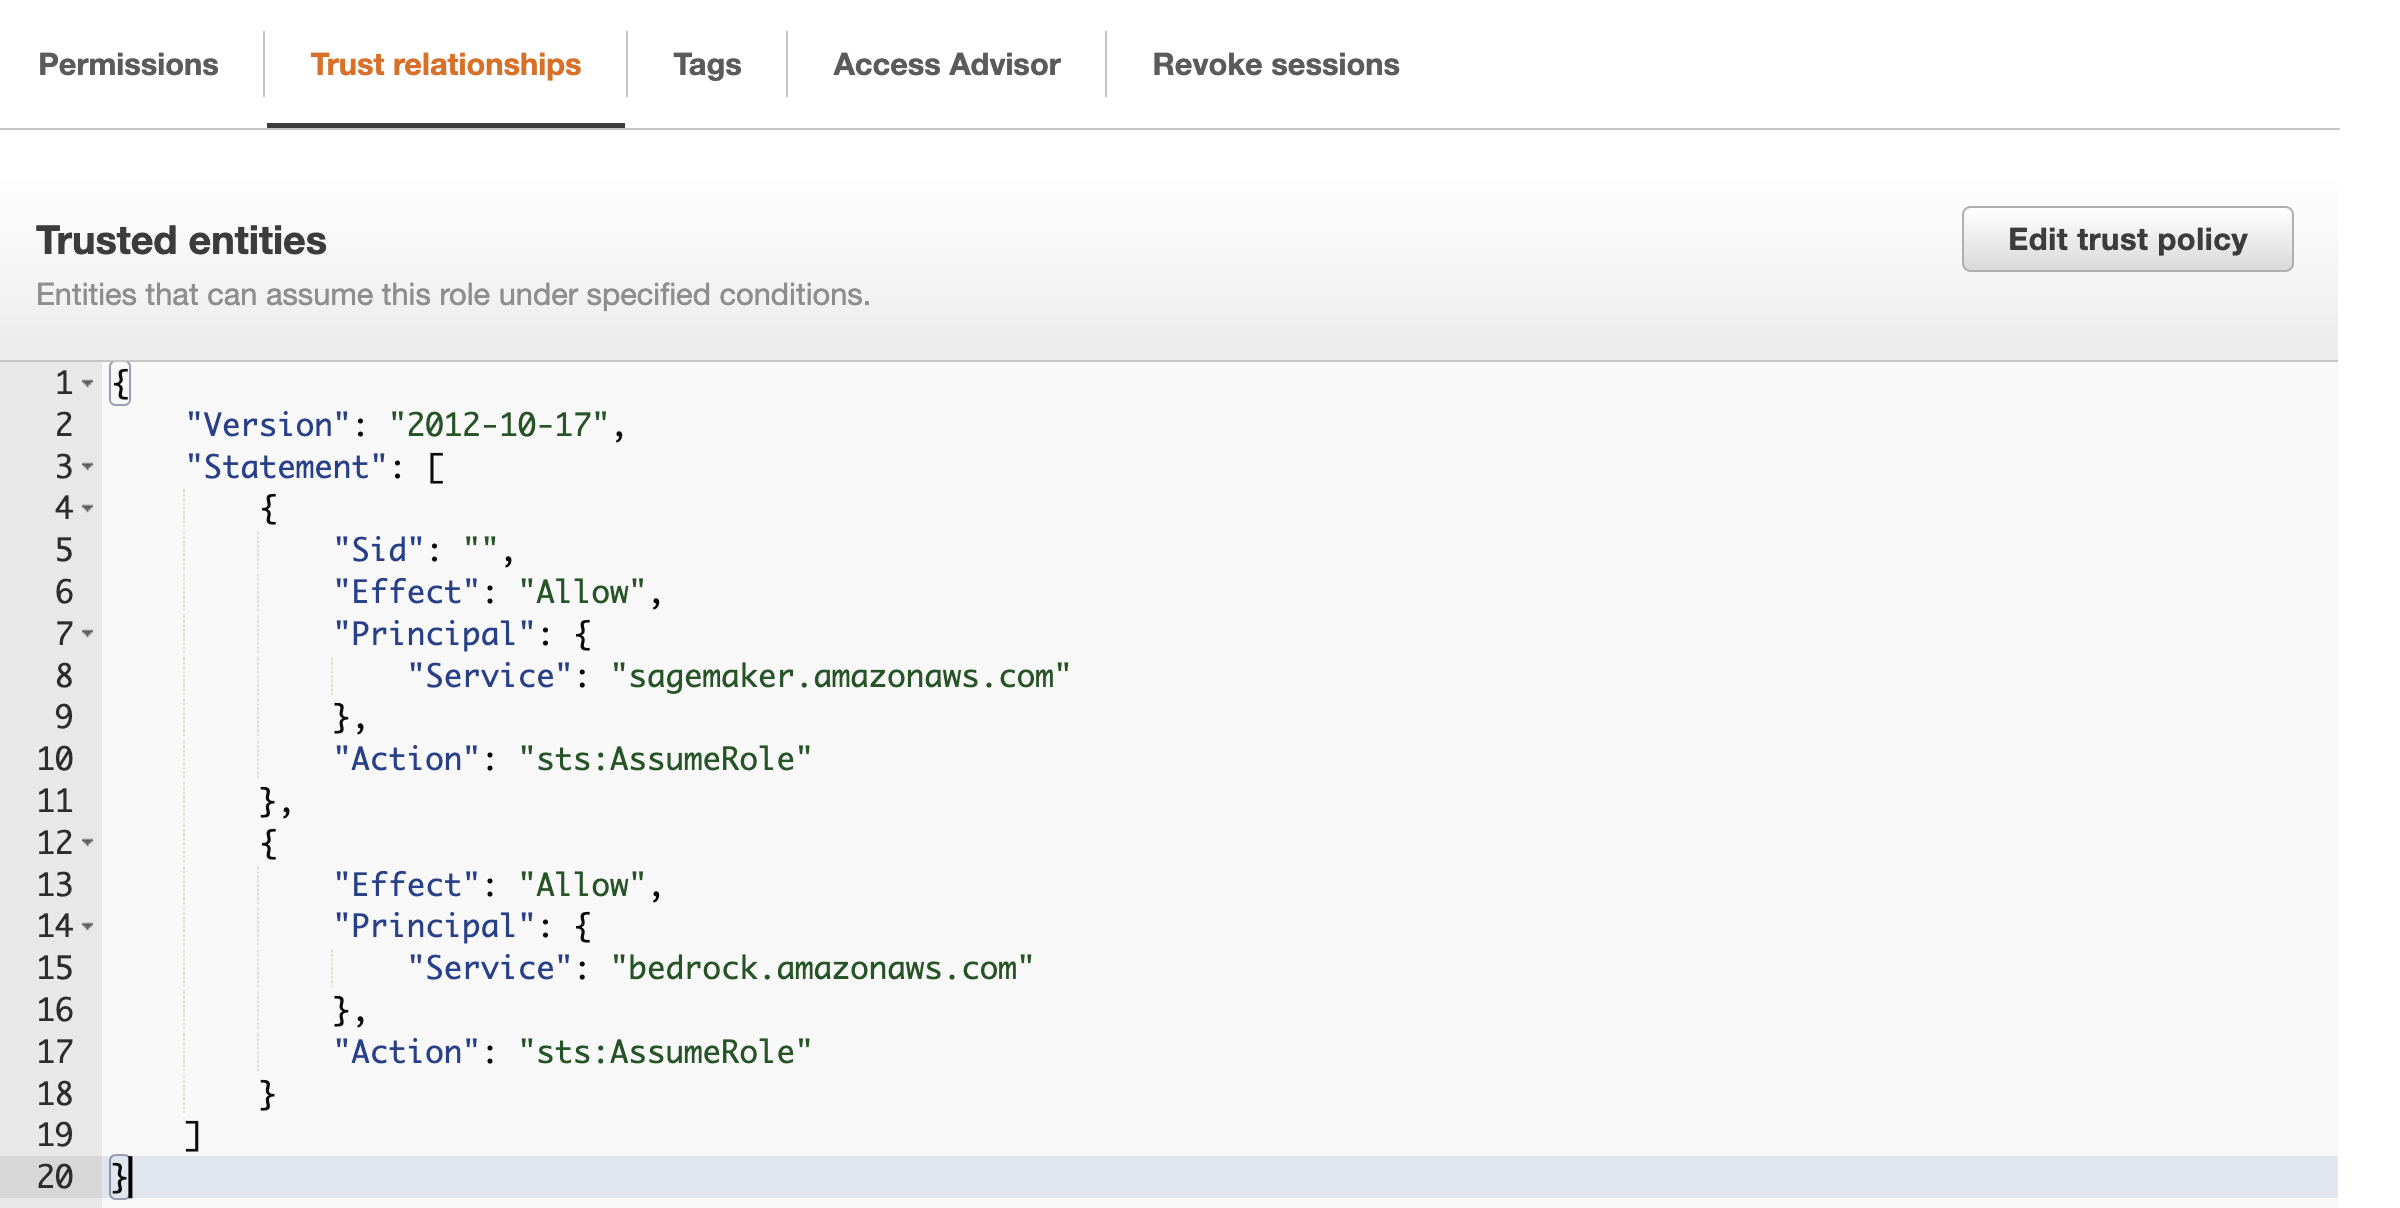 Permissions
Trust relationships
Tags
Access Advisor
Revoke sessions
Trusted entities
Edit trust policy
Entities that can assume this role under specified conditions.
1 {
2     "Version": "2012-10-17",
3     "Statement": [
4         {
5             "Sid": "",
6             "Effect": "Allow",
7             "Principal": {
8                 "Service": "sagemaker.amazonaws.com"
9             },
10             "Action": "sts:AssumeRole"
11         },
12         {
13             "Effect": "Allow",
14             "Principal": {
15                 "Service": "bedrock.amazonaws.com"
16             },
17             "Action": "sts:AssumeRole"
18         }
19     ]
20 }